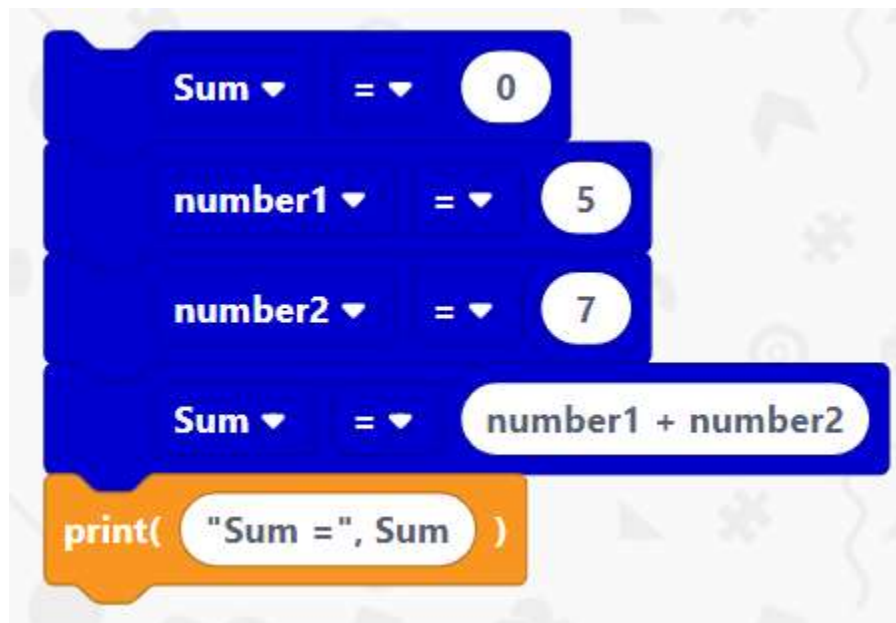 Sum = 0
number1 = 5
number2 = 7
Sum = number1 + number2
print( "Sum =", Sum )